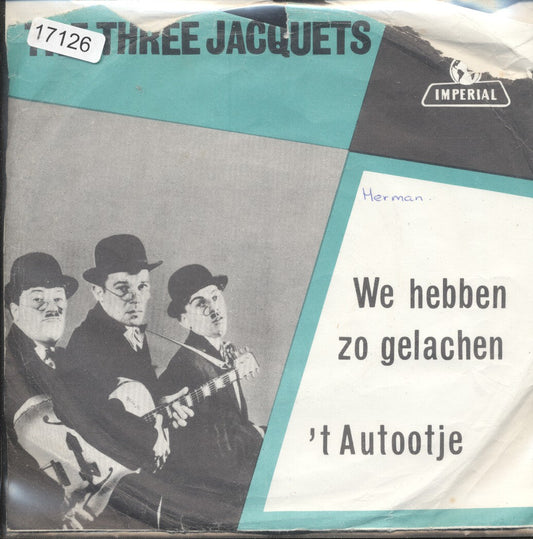 17126
THREE JACQUETS
IMPERIAL
Herman.
We hebben
zo gelachen
't Autootje